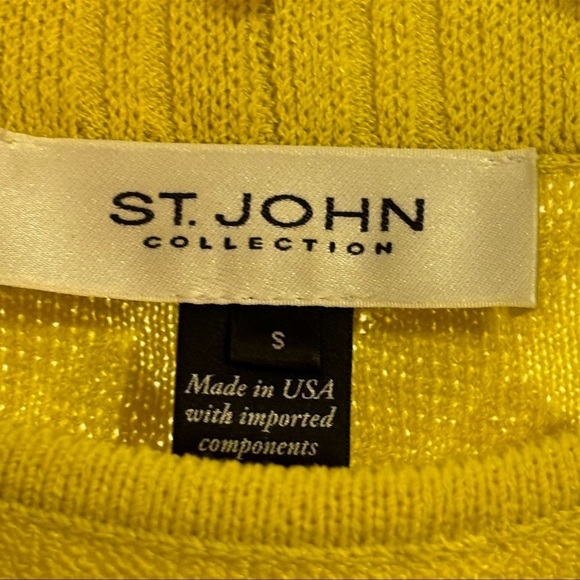 ST. JOHN
COLLECTION
S
Made in USA
with imported
components